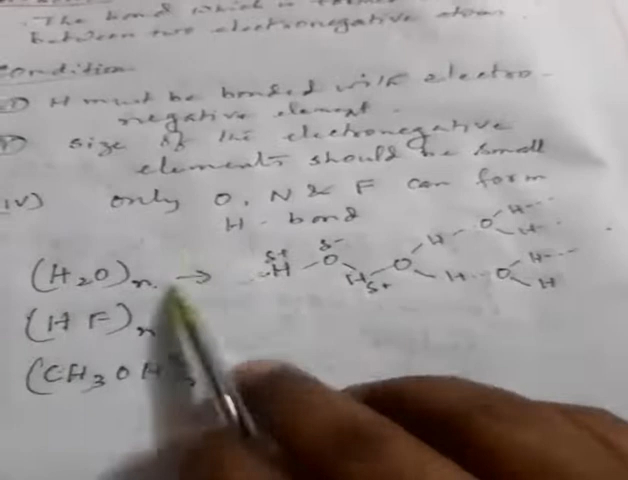 The bond which is formed
between two electronegative atom.
Condition
H must be bonded with electro-
negative element.
size of the electronegative
elements should be small
iv) only O, N & F can form
H-bond
(H₂O)ₙ → δ+ H - O δ- H δ+ O H H O H H O H H
(HF)ₙ
(CH₃OH)